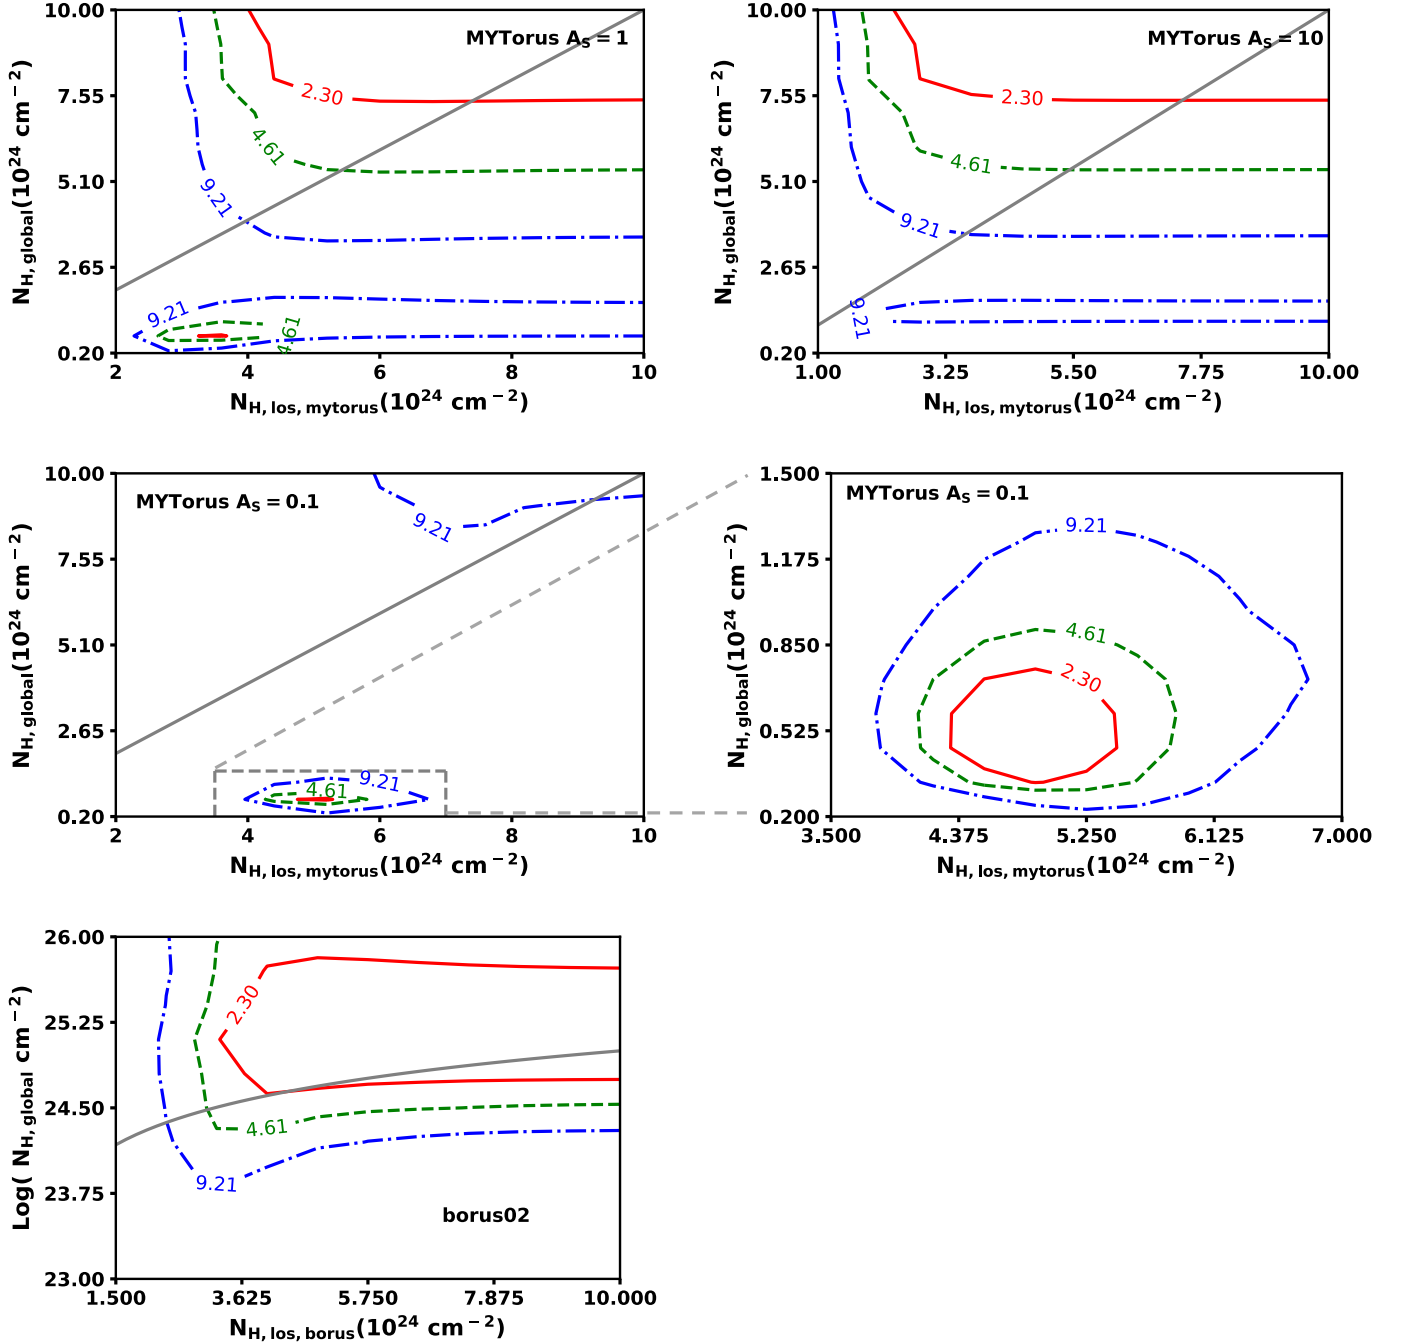 MYTorus A_S = 1
2.30
4.61
9.21
9.21
4.61
10.00
7.55
5.10
2.65
0.20
2 4 6 8 10
N_H, global(10^24 cm^−2)
N_H, los, mytorus(10^24 cm^−2)
MYTorus A_S = 10
2.30
4.61
9.21
9.21
10.00
7.55
5.10
2.65
0.20
1.00 3.25 5.50 7.75 10.00
N_H, global(10^24 cm^−2)
N_H, los, mytorus(10^24 cm^−2)
MYTorus A_S = 0.1
9.21
9.21
4.61
10.00
7.55
5.10
2.65
0.20
2 4 6 8 10
N_H, global(10^24 cm^−2)
N_H, los, mytorus(10^24 cm^−2)
MYTorus A_S = 0.1
9.21
4.61
2.30
1.500
1.175
0.850
0.525
0.200
3.500 4.375 5.250 6.125 7.000
N_H, global(10^24 cm^−2)
N_H, los, mytorus(10^24 cm^−2)
2.30
4.61
9.21
borus02
26.00
25.25
24.50
23.75
23.00
1.500 3.625 5.750 7.875 10.000
Log( N_H, global cm^−2)
N_H, los, borus(10^24 cm^−2)